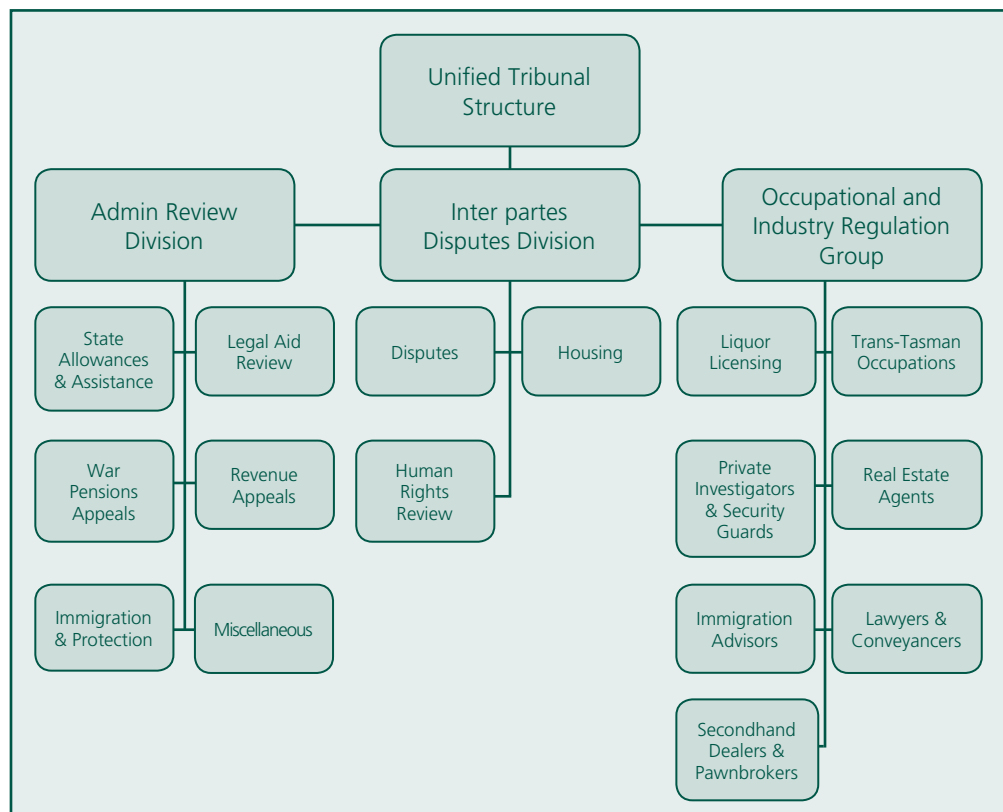 Unified Tribunal
Structure
Admin Review
Division
Inter partes
Disputes Division
Occupational and
Industry Regulation
Group
State
Allowances
& Assistance
Legal Aid
Review
Disputes
Housing
Liquor
Licensing
Trans-Tasman
Occupations
War
Pensions
Appeals
Revenue
Appeals
Human
Rights
Review
Private
Investigators
& Security
Guards
Real Estate
Agents
Immigration
& Protection
Miscellaneous
Immigration
Advisors
Lawyers &
Conveyancers
Secondhand
Dealers &
Pawnbrokers